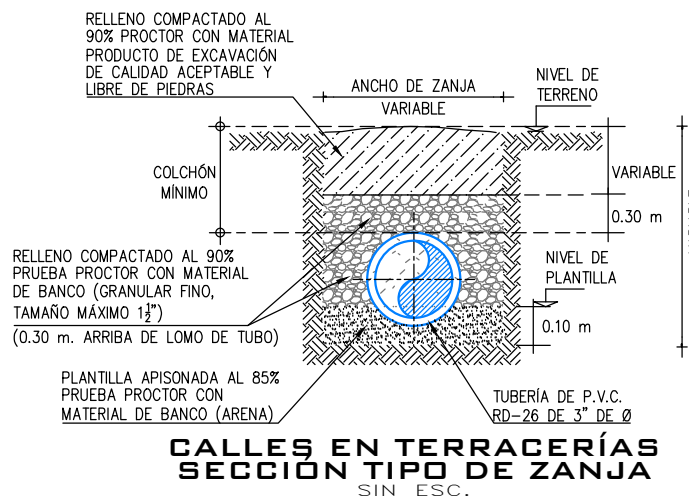 RELLENO COMPACTADO AL
90% PROCTOR CON MATERIAL
PRODUCTO DE EXCAVACIÓN
DE CALIDAD ACEPTABLE Y
LIBRE DE PIEDRAS
ANCHO DE ZANJA
VARIABLE
NIVEL DE
TERRENO
COLCHÓN
MÍNIMO
VARIABLE
0.30 m
RELLENO COMPACTADO AL 90%
PRUEBA PROCTOR CON MATERIAL
DE BANCO (GRANULAR FINO,
TAMAÑO MÁXIMO 1½")
(0.30 m. ARRIBA DE LOMO DE TUBO)
NIVEL DE
PLANTILLA
0.10 m
PLANTILLA APISONADA AL 85%
PRUEBA PROCTOR CON
MATERIAL DE BANCO (ARENA)
TUBERÍA DE P.V.C.
RD-26 DE 3" DE Ø
CALLES EN TERRACERÍAS
SECCIÓN TIPO DE ZANJA
SIN ESC.